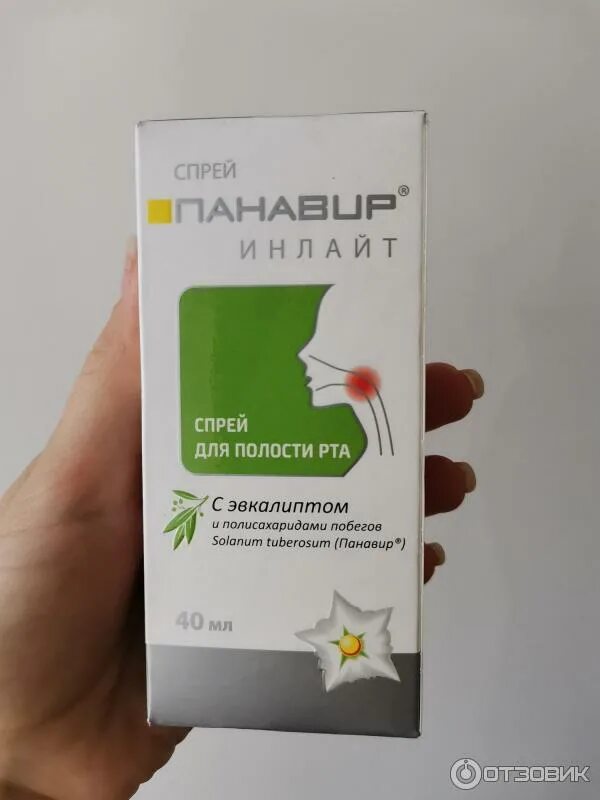 СПРЕЙ
ПАНАВИР®
ИНЛАЙТ
СПРЕЙ
ДЛЯ ПОЛОСТИ РТА
С эвкалиптом
и полисахаридами побегов
Solanum tuberosum (Панавир®)
40 мл
ОТЗОВИК